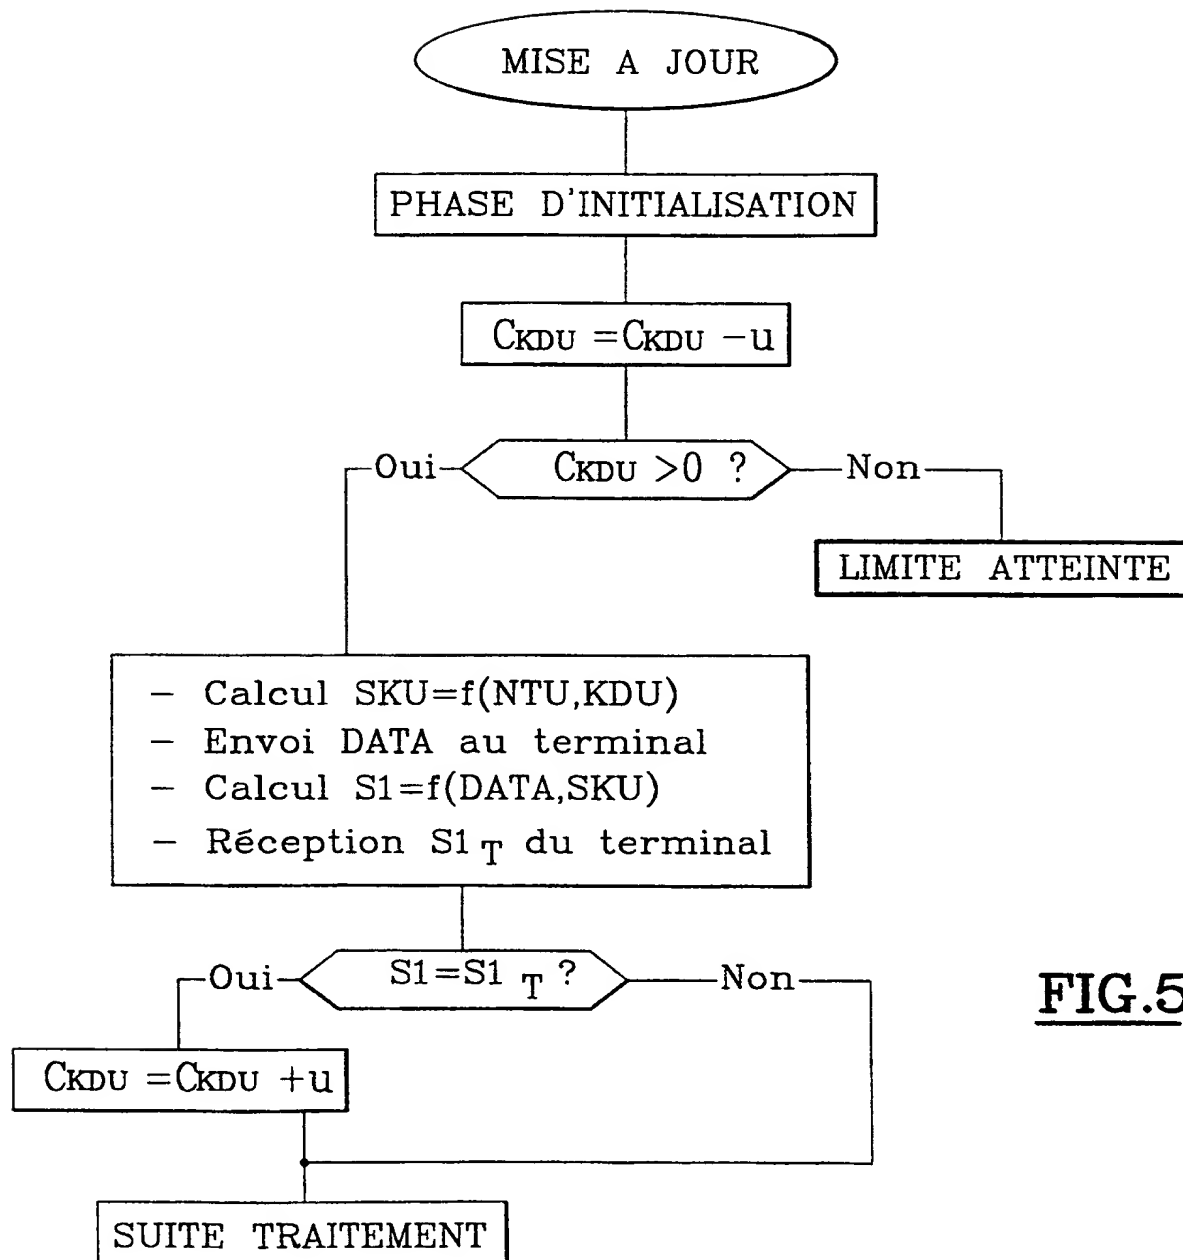 MISE A JOUR
PHASE D'INITIALISATION
CKDU =CKDU -u
Oui
CKDU >0 ?
Non
LIMITE ATTEINTE
- Calcul SKU=f(NTU,KDU)
- Envoi DATA au terminal
- Calcul S1=f(DATA,SKU)
- Réception S1T du terminal
Oui
S1=S1T ?
Non
FIG.5
CKDU =CKDU +u
SUITE TRAITEMENT